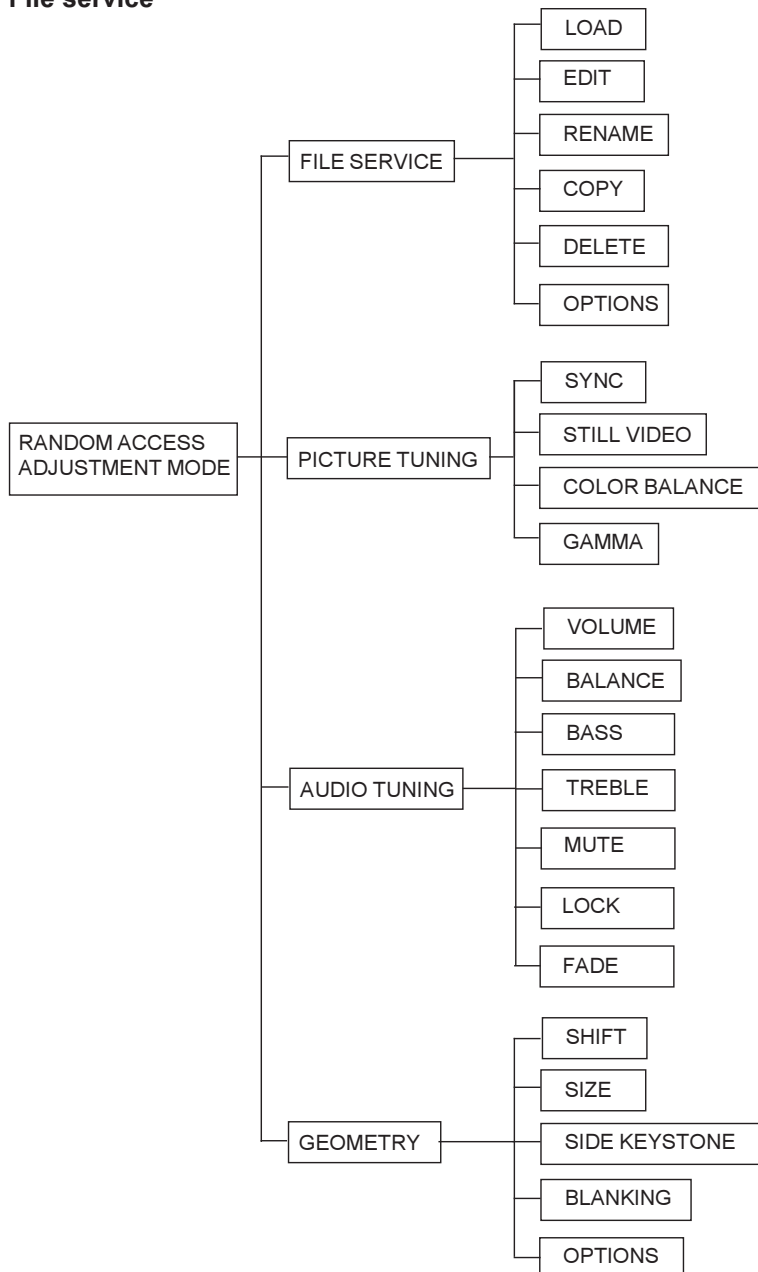 File service
LOAD
EDIT
RENAME
FILE SERVICE
COPY
DELETE
OPTIONS
SYNC
RANDOM ACCESS
ADJUSTMENT MODE
PICTURE TUNING
STILL VIDEO
COLOR BALANCE
GAMMA
VOLUME
BALANCE
BASS
AUDIO TUNING
TREBLE
MUTE
LOCK
FADE
SHIFT
SIZE
GEOMETRY
SIDE KEYSTONE
BLANKING
OPTIONS